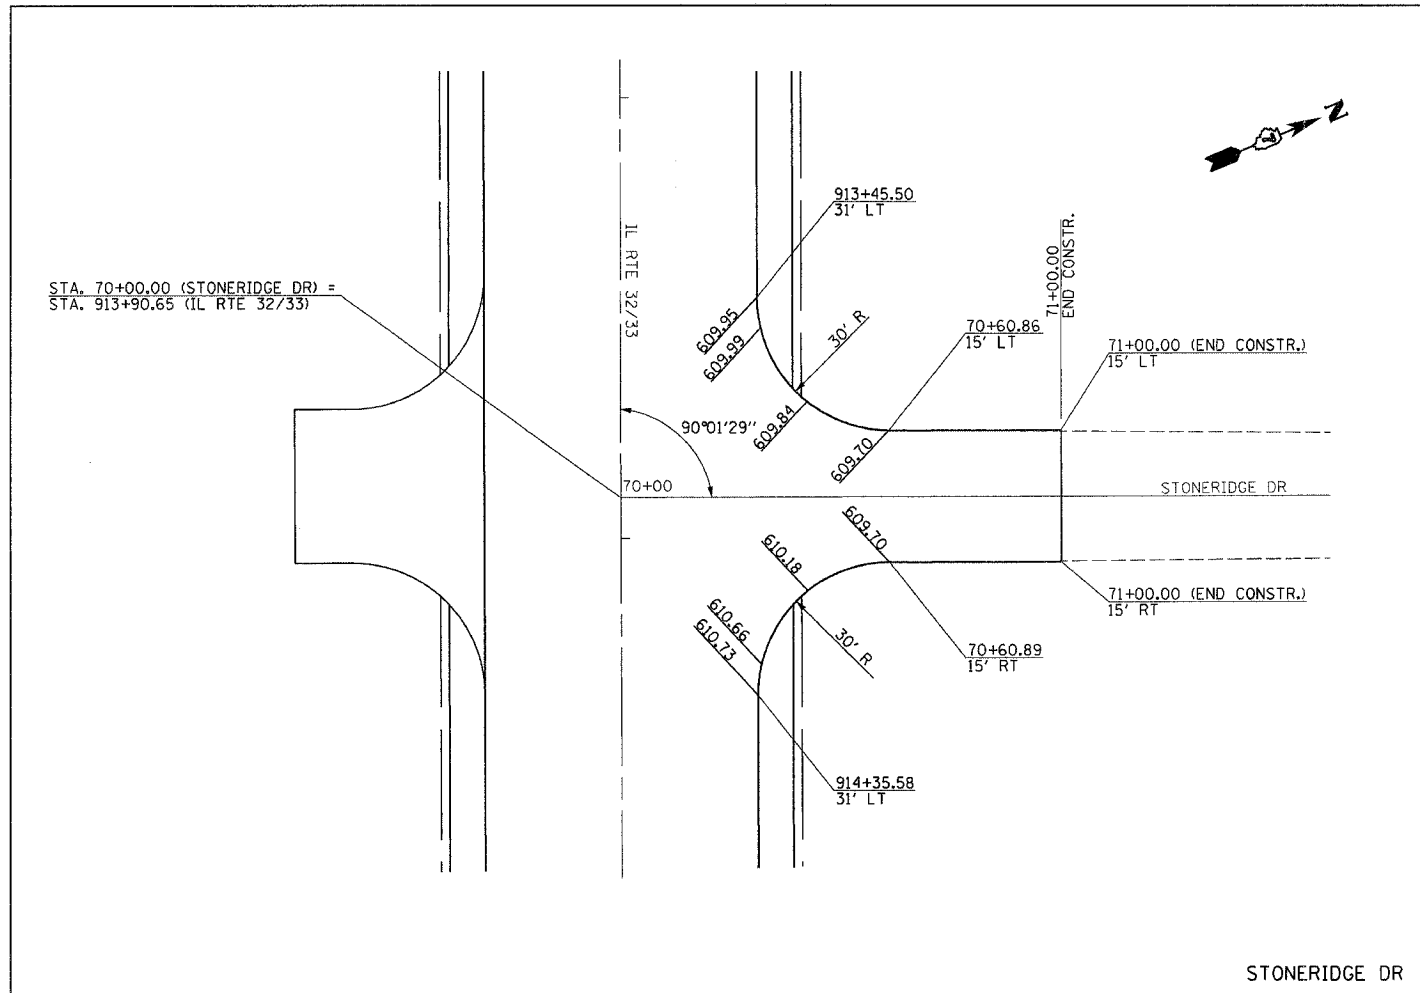 N
913+45.50
31' LT
IL RTE 32/33
71+00.00
END CONSTR.
STA. 70+00.00 (STONERIDGE DR) =
STA. 913+90.65 (IL RTE 32/33)
609.95
609.99
30' R
70+60.86
15' LT
71+00.00 (END CONSTR.)
15' LT
609.84
90°01'29"
609.70
70+00
STONERIDGE DR
609.70
610.18
71+00.00 (END CONSTR.)
15' RT
610.66
610.73
30' R
70+60.89
15' RT
914+35.58
31' LT
STONERIDGE DR